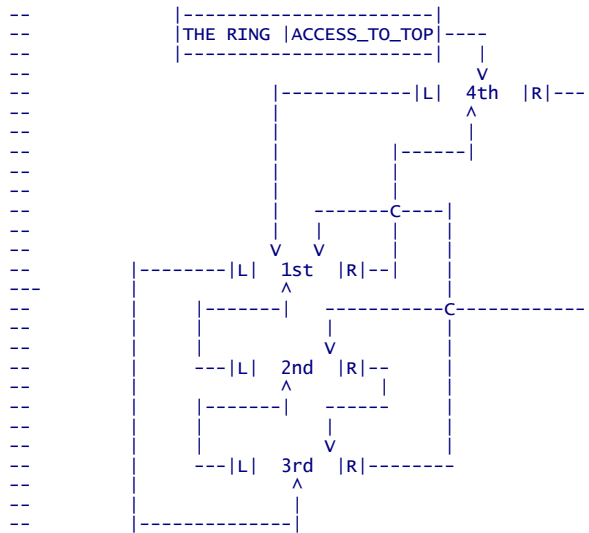 -- |-----------------------|
-- |THE RING |ACCESS_TO_TOP|----
-- |-----------------------| |
-- V
-- |------------|L| 4th |R|---
-- | ^
-- | |
-- | |------|
-- | |
-- | |
-- | -------C----|
-- | | | |
-- V V | |
-- |--------|L| 1st |R|--| |
--- | ^ |
-- | |-------| -----------C------------
-- | | | |
-- | | V |
-- | ---|L| 2nd |R|-- |
-- | ^ | |
-- | |-------| ------ |
-- | | | |
-- | | V |
-- | ---|L| 3rd |R|--------
-- | ^
-- | |
-- |--------------|